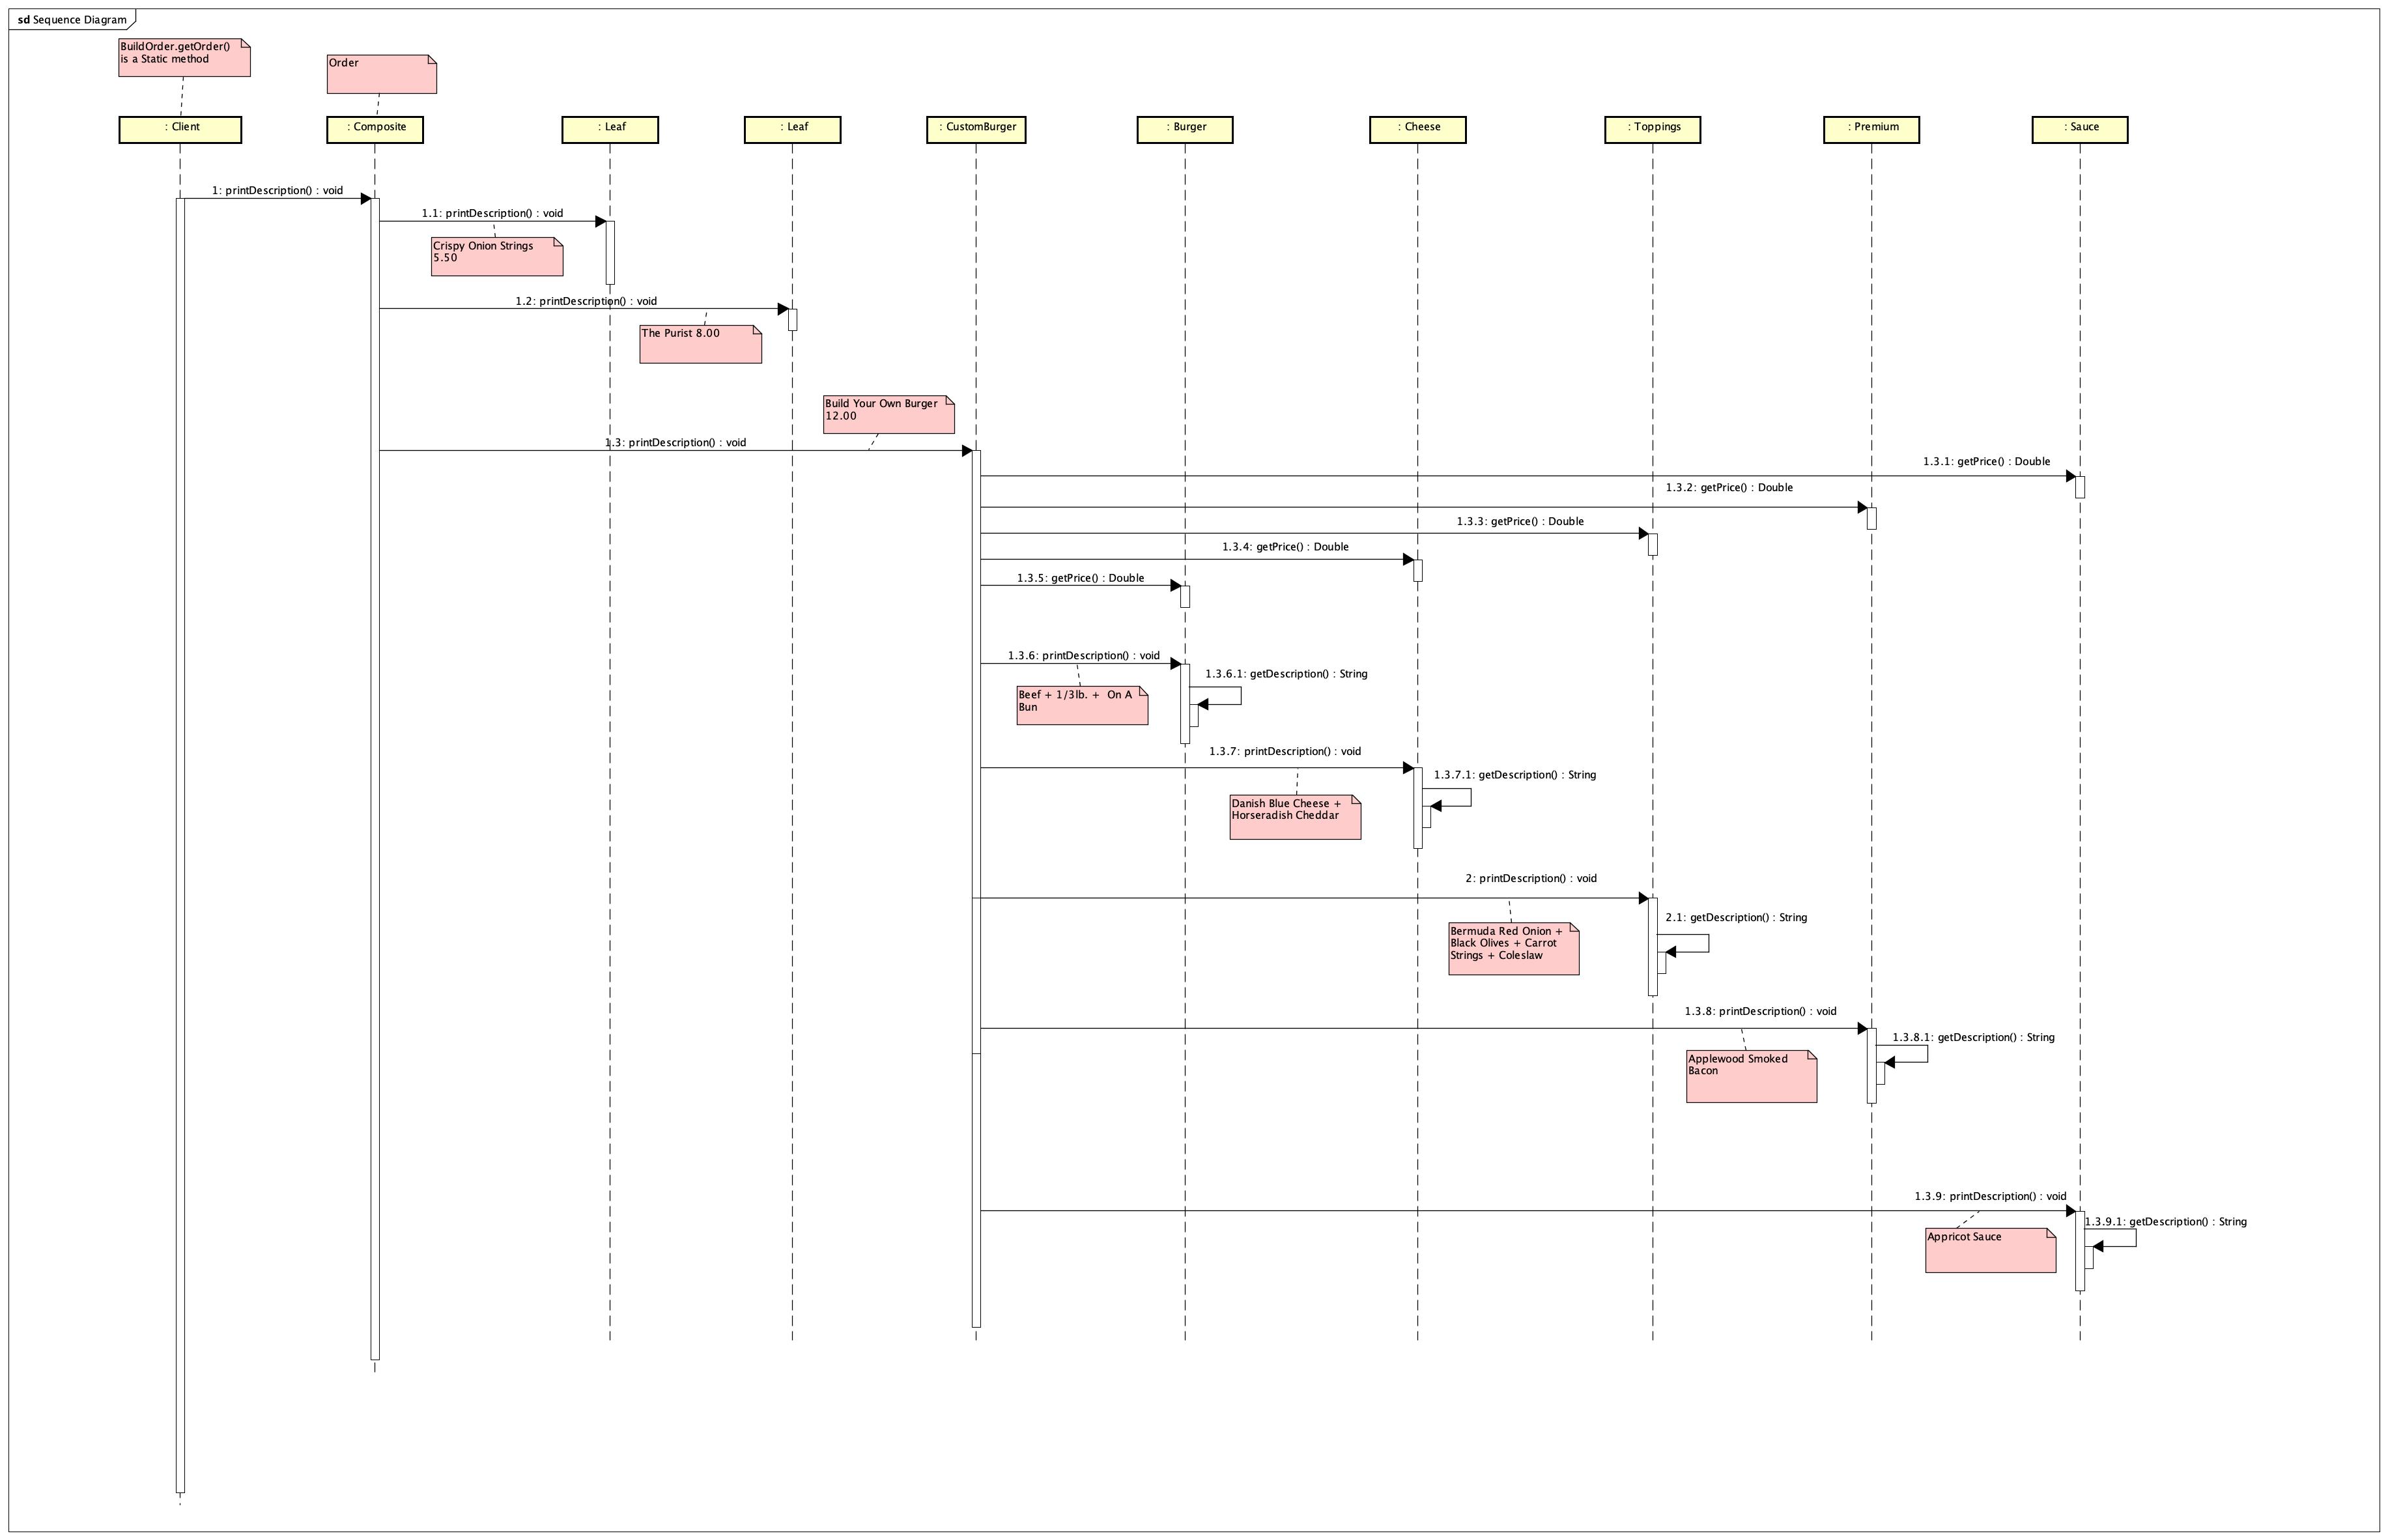 sd Sequence Diagram
BuildOrder.getOrder()
is a Static method
Order
: Client
: Composite
: Leaf
: Leaf
: CustomBurger
: Burger
: Cheese
: Toppings
: Premium
: Sauce
1: printDescription() : void
1.1: printDescription() : void
Crispy Onion Strings
5.50
1.2: printDescription() : void
The Purist 8.00
Build Your Own Burger
12.00
1.3: printDescription() : void
1.3.1: getPrice() : Double
1.3.2: getPrice() : Double
1.3.3: getPrice() : Double
1.3.4: getPrice() : Double
1.3.5: getPrice() : Double
1.3.6: printDescription() : void
1.3.6.1: getDescription() : String
Beef + 1/3lb. +  On A
Bun
1.3.7: printDescription() : void
1.3.7.1: getDescription() : String
Danish Blue Cheese +
Horseradish Cheddar
2: printDescription() : void
2.1: getDescription() : String
Bermuda Red Onion +
Black Olives + Carrot
Strings + Coleslaw
1.3.8: printDescription() : void
1.3.8.1: getDescription() : String
Applewood Smoked
Bacon
1.3.9: printDescription() : void
1.3.9.1: getDescription() : String
Appricot Sauce